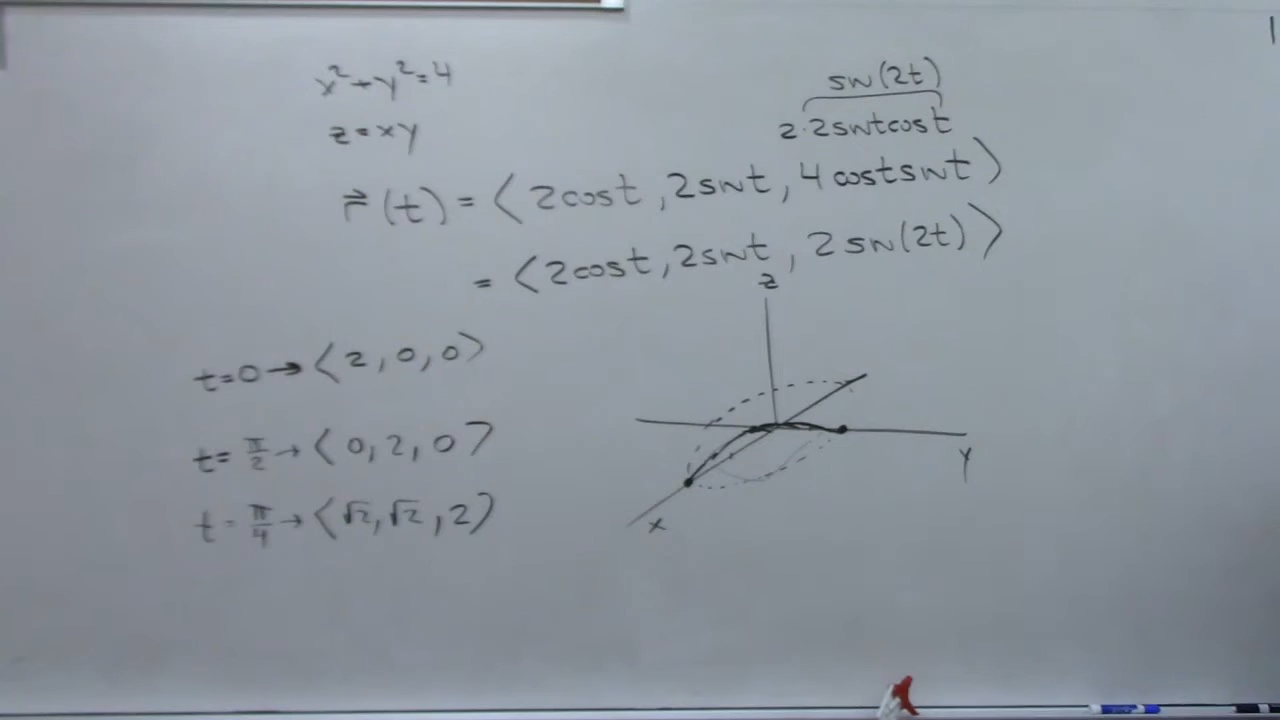 x² + y² = 4
z = xy
sin(2t)
2·2sintcost
r⃗(t) = ⟨2cost, 2sint, 4costsint⟩
= ⟨2cost, 2sint, 2sin(2t)⟩
t=0 → ⟨2, 0, 0⟩
t=π/2 → ⟨0, 2, 0⟩
t=π/4 → ⟨√2, √2, 2⟩
z
y
x